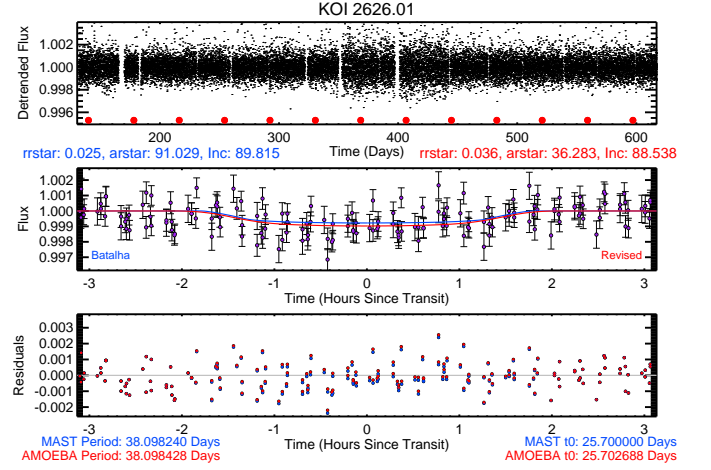 KOI 2626.01
Detrended Flux
1.002
1.000
0.998
0.996
200 300 400 500 600
Time (Days)
rrstar: 0.025, arstar: 91.029, Inc: 89.815
rrstar: 0.036, arstar: 36.283, Inc: 88.538
Flux
1.002
1.001
1.000
0.999
0.998
0.997
Batalha
Revised
-3 -2 -1 0 1 2 3
Time (Hours Since Transit)
Residuals
0.003
0.002
0.001
0.000
-0.001
-0.002
-3 -2 -1 0 1 2 3
Time (Hours Since Transit)
MAST Period: 38.098240 Days
AMOEBA Period: 38.098428 Days
MAST t0: 25.700000 Days
AMOEBA t0: 25.702688 Days